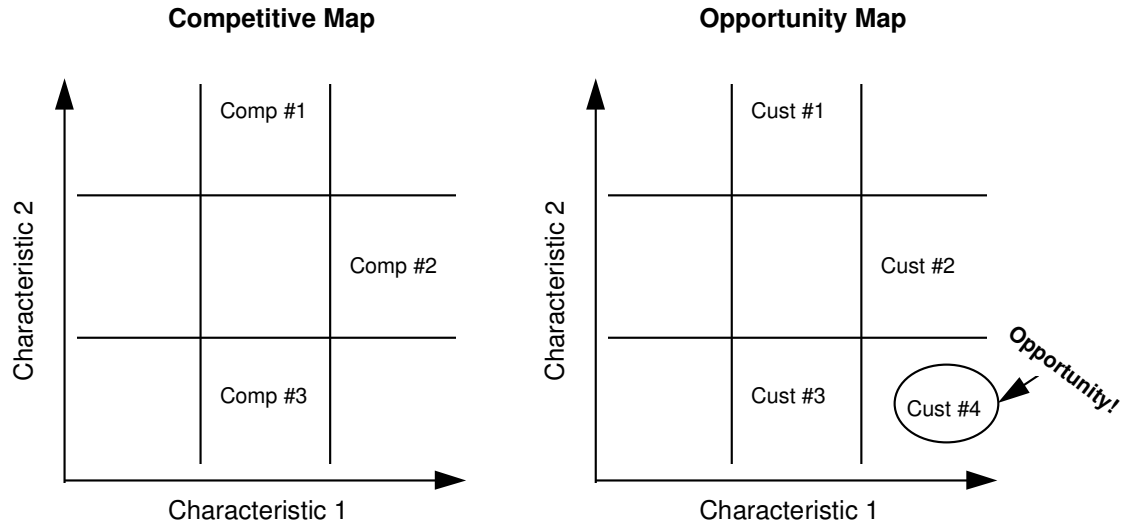 Competitive Map
Opportunity Map
Characteristic 2
Comp #1
Comp #2
Comp #3
Characteristic 1
Characteristic 2
Cust #1
Cust #2
Cust #3
Cust #4
Opportunity!
Characteristic 1